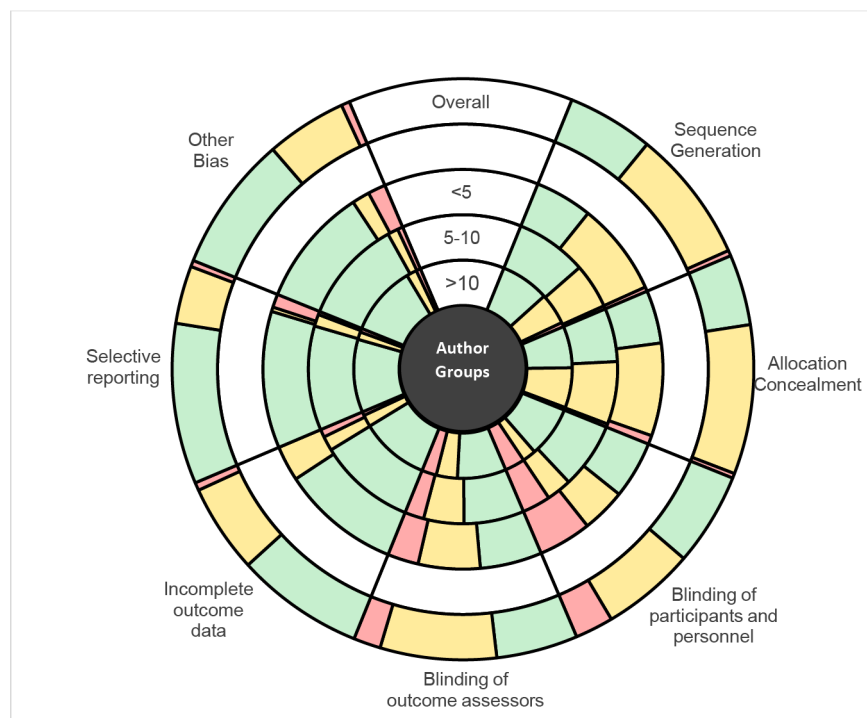 Overall
<5
5-10
>10
Author
Groups
Sequence
Generation
Allocation
Concealment
Blinding of
participants and
personnel
Blinding of
outcome assessors
Incomplete
outcome
data
Selective
reporting
Other
Bias